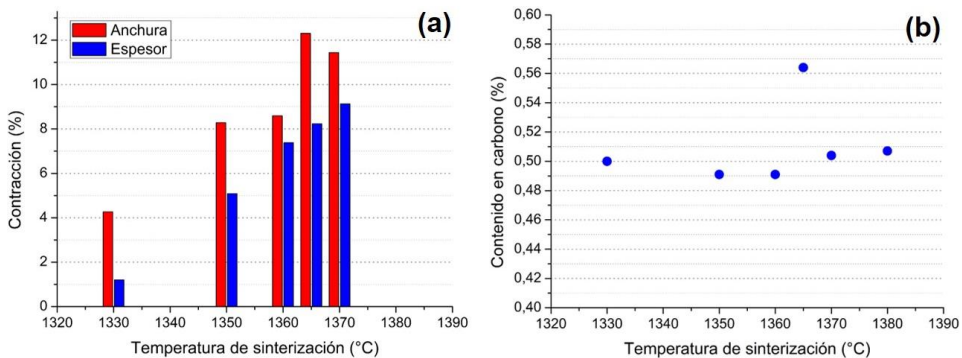 (a)
Anchura
Espesor
Contracción (%)
12
10
8
6
4
2
0
1320 1330 1340 1350 1360 1370 1380 1390
Temperatura de sinterización (°C)
(b)
Contenido en carbono (%)
0,60
0,58
0,56
0,54
0,52
0,50
0,48
0,46
0,44
0,42
0,40
1320 1330 1340 1350 1360 1370 1380 1390
Temperatura de sinterización (°C)